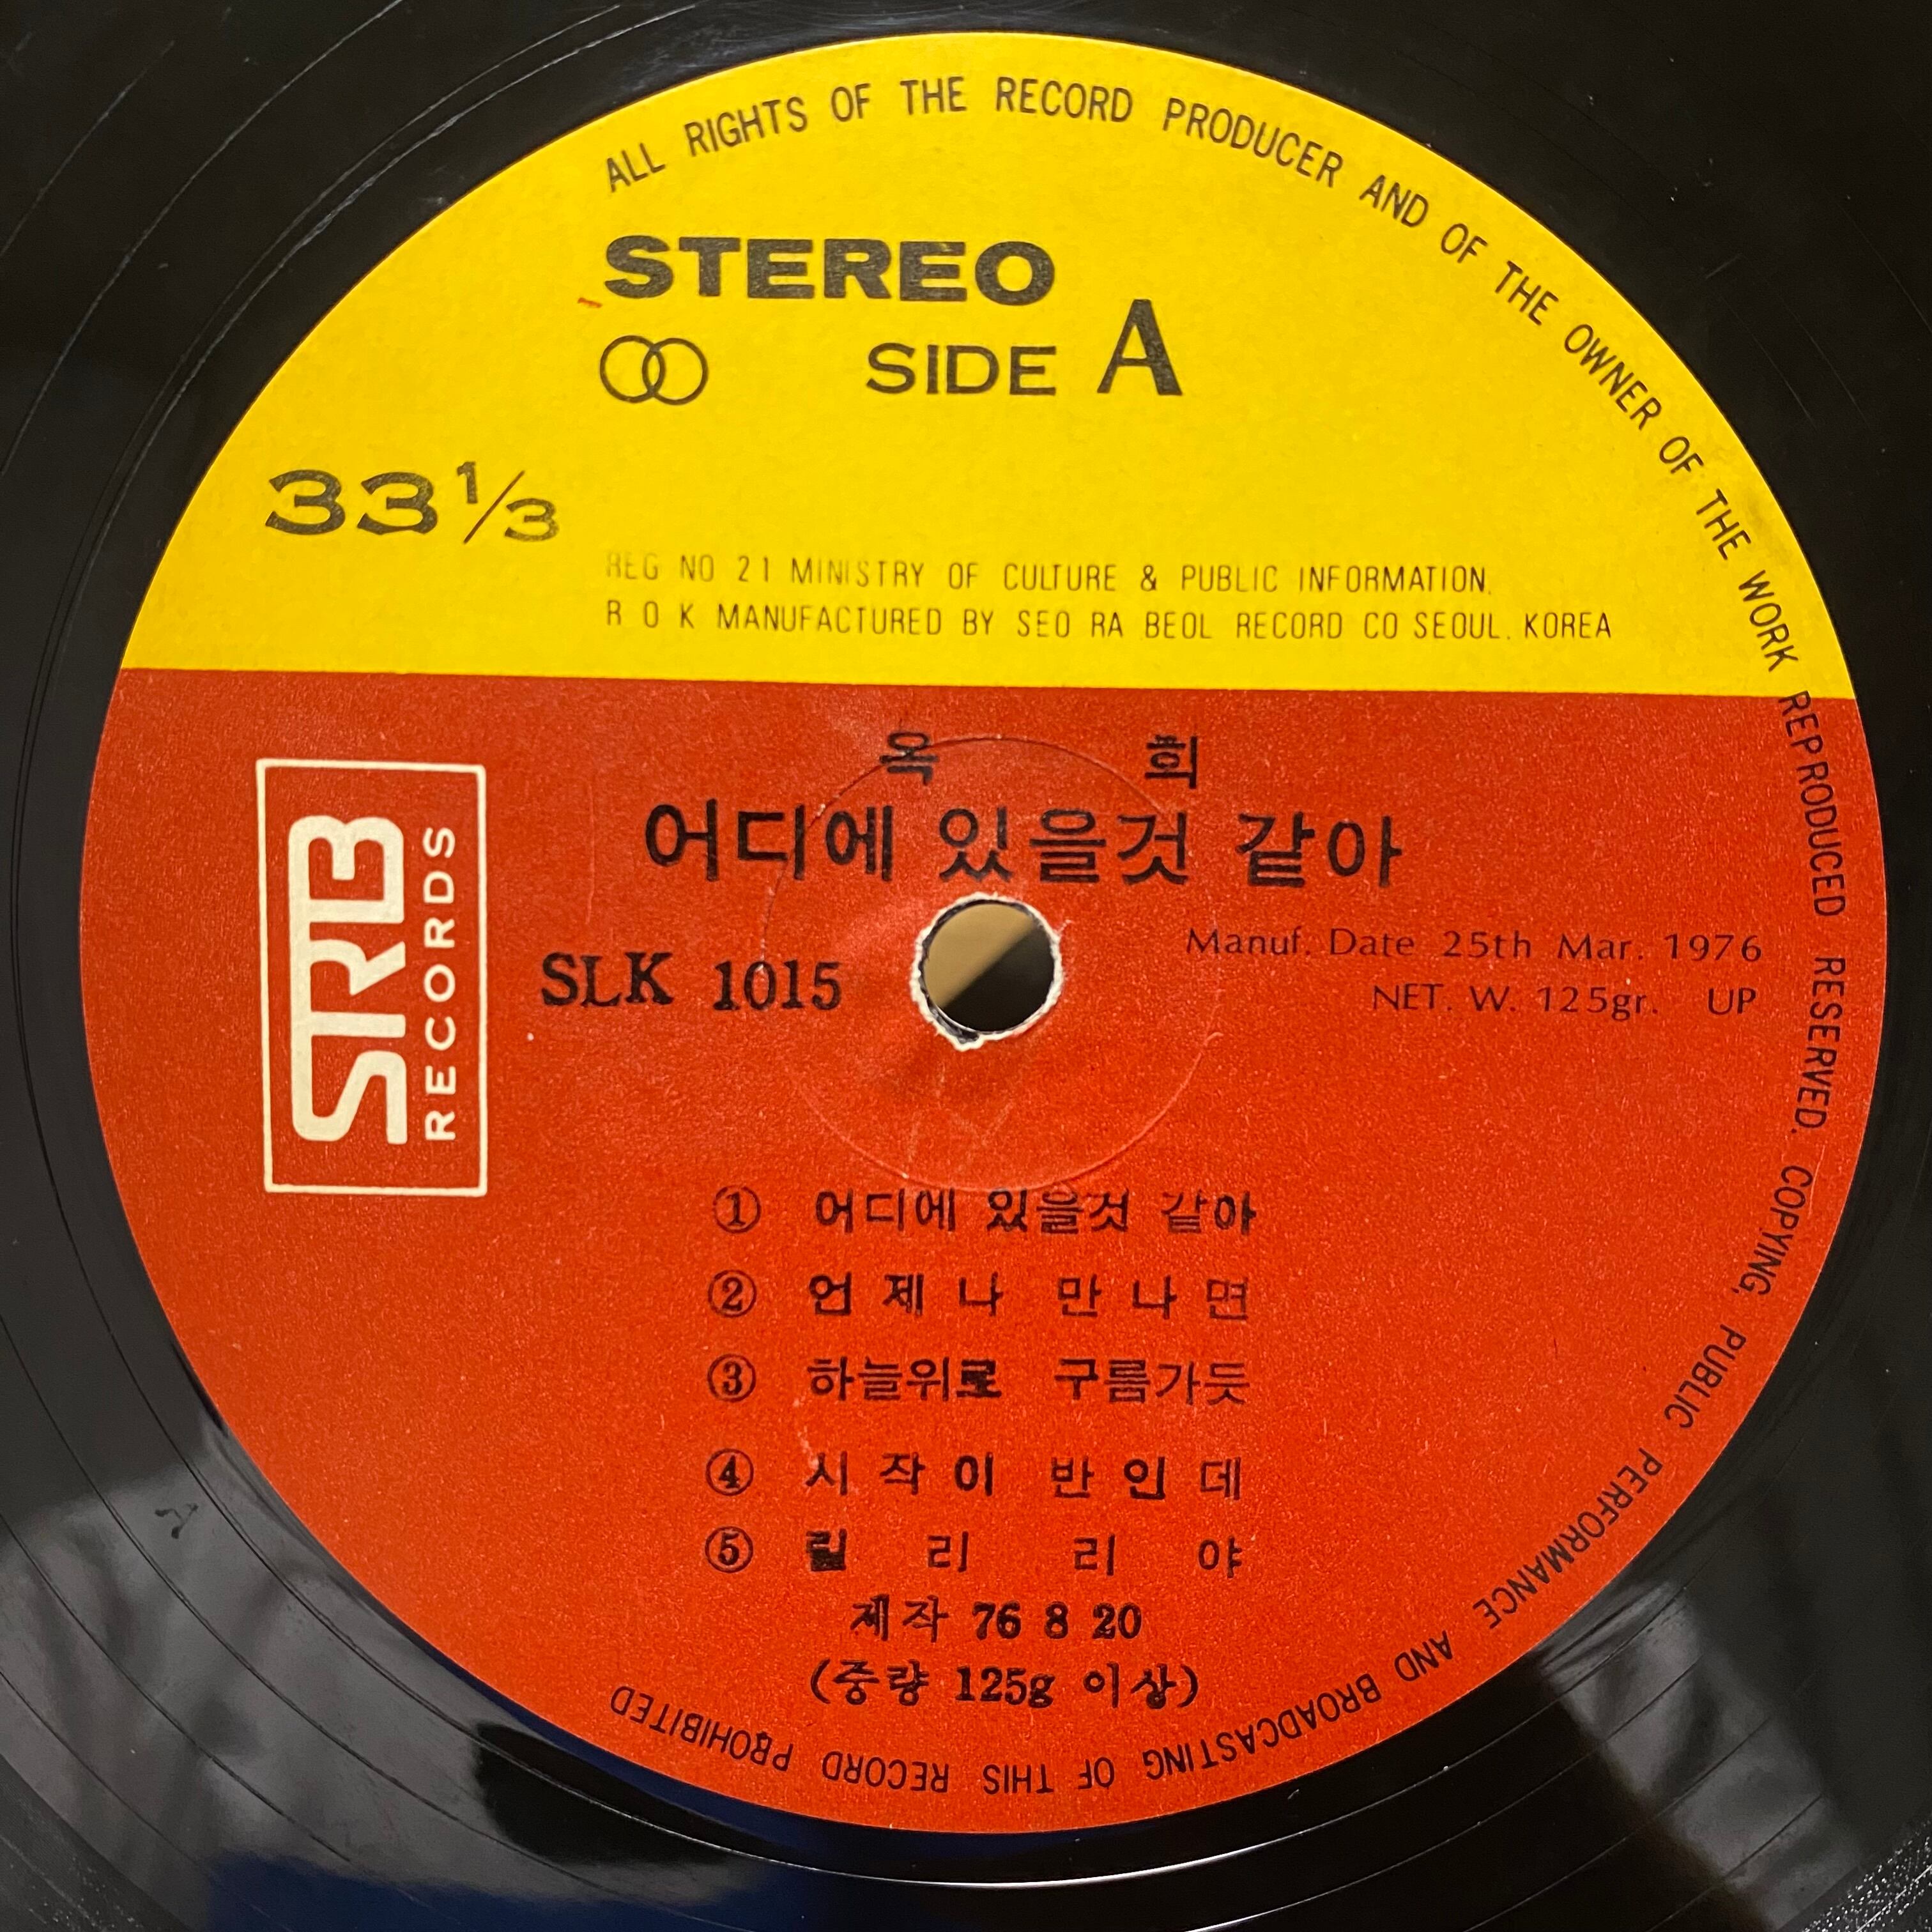 ALL RIGHTS OF THE RECORD PRODUCER AND OF THE OWNER OF THE WORK REPRODUCED RESERVED. COPYING, PUBLIC PERFORMANCE AND BROADCASTING OF THIS RECORD PROHIBITED
STEREO
SIDE A
33 1/3
REG NO 21 MINISTRY OF CULTURE & PUBLIC INFORMATION.
R O K MANUFACTURED BY SEO RA BEOL RECORD CO SEOUL. KOREA
옥 희
어디에 있을것 같아
STRB
RECORDS
SLK 1015
Manuf. Date 25th Mar. 1976
NET. W. 125gr. UP
① 어디에 있을것 같아
② 언제나 만나면
③ 하늘위로 구름가듯
④ 시작이 반인데
⑤ 릴리리야
제작 76 8 20
(중량 125g 이상)